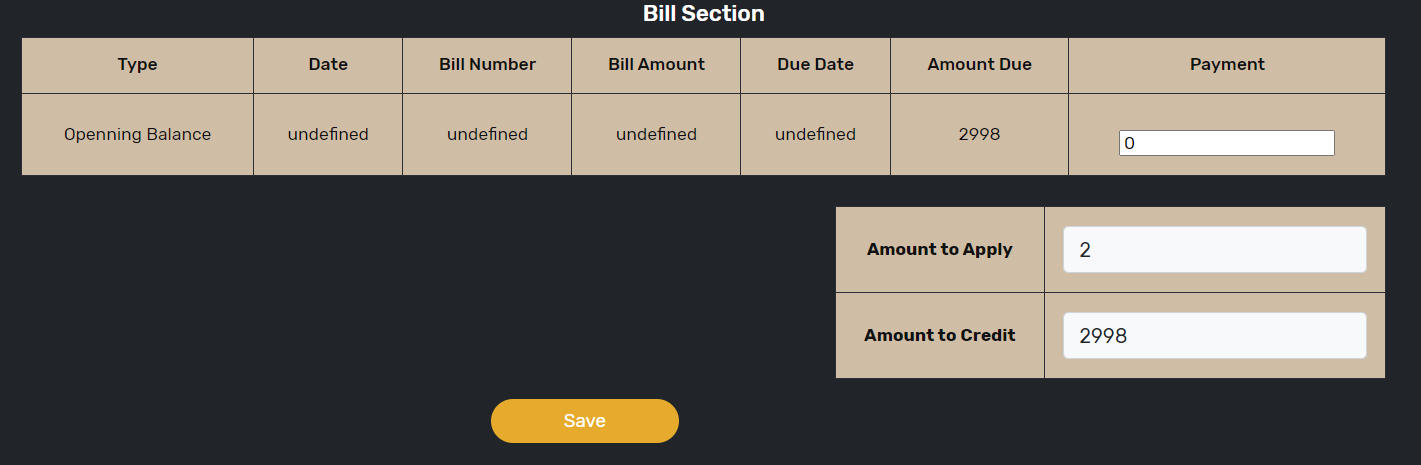 Bill Section
Type Date Bill Number Bill Amount Due Date Amount Due Payment
Openning Balance undefined undefined undefined undefined 2998 0
Amount to Apply 2
Amount to Credit 2998
Save